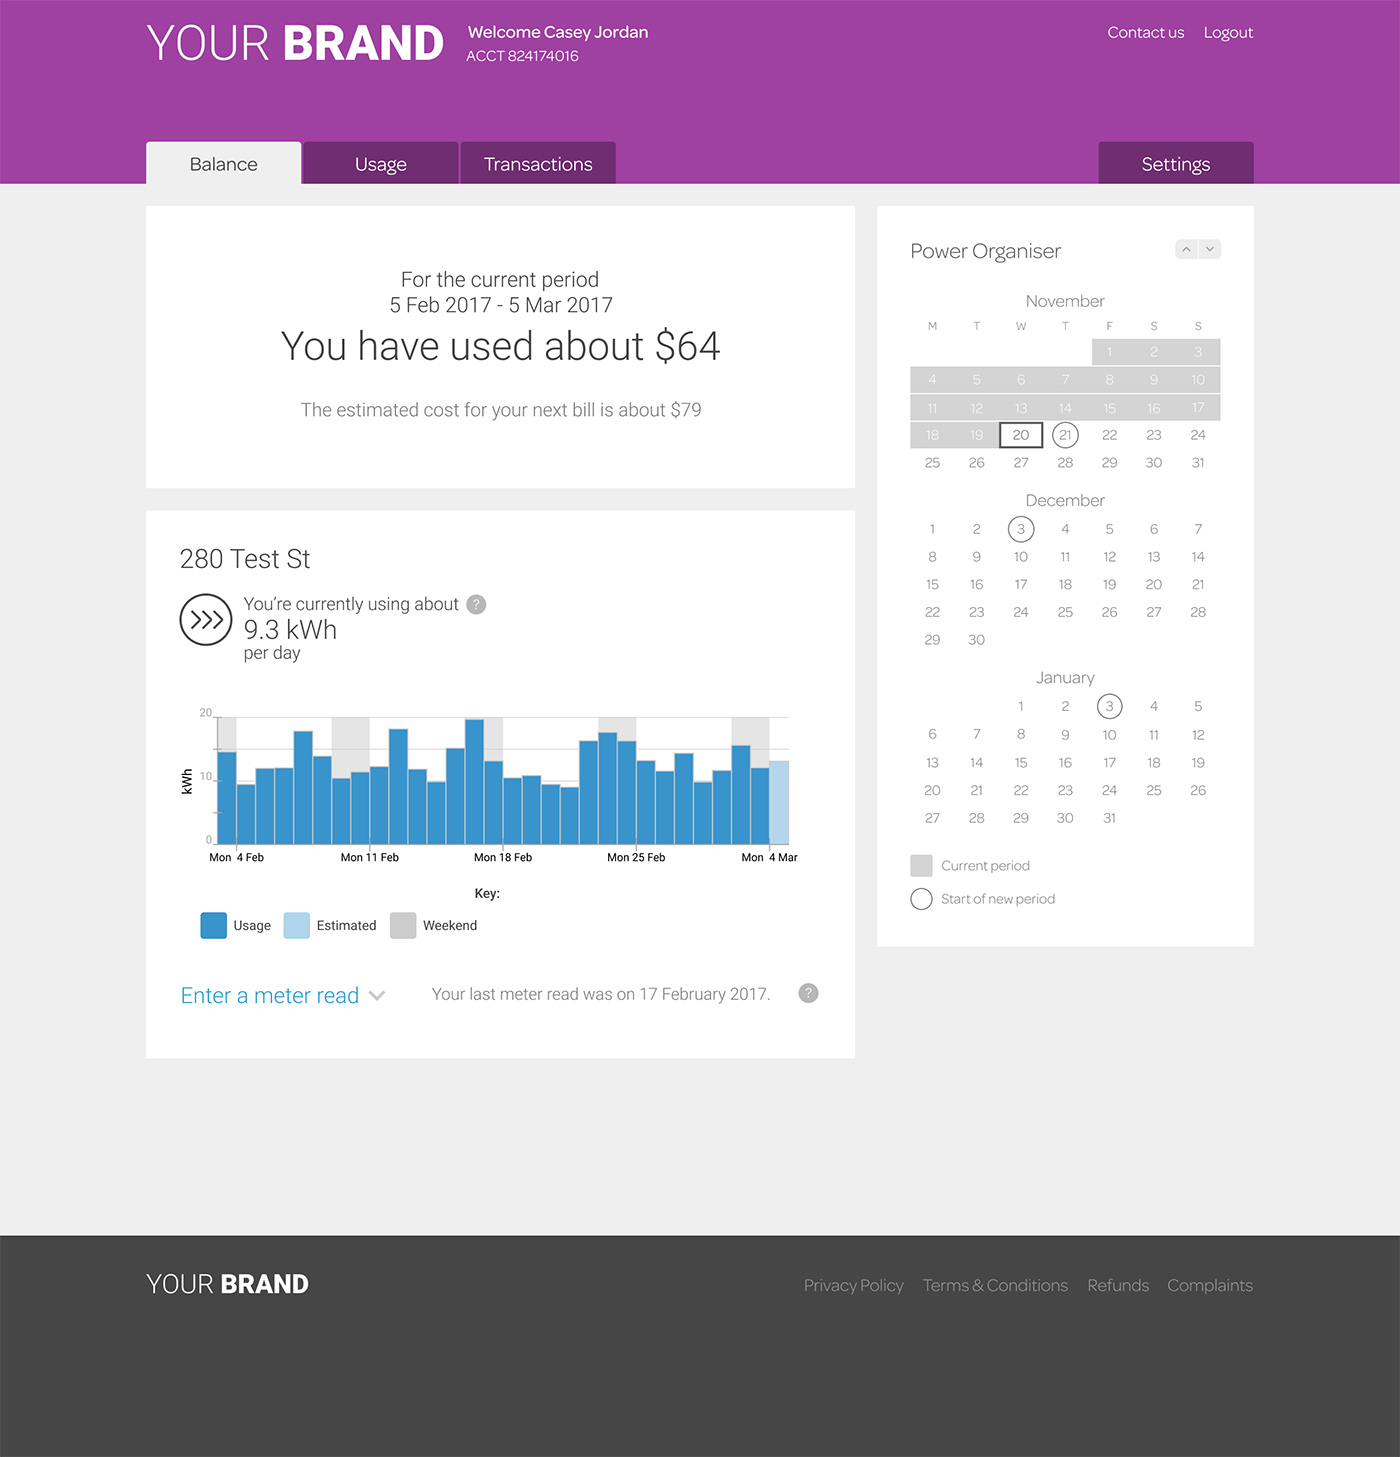 YOUR BRAND
Welcome Casey Jordan
ACCT 824174016
Contact us Logout
Balance Usage Transactions Settings
For the current period
5 Feb 2017 - 5 Mar 2017
You have used about $64
The estimated cost for your next bill is about $79
280 Test St
You're currently using about ?
9.3 kWh
per day
20
10
0
kWh
Mon 4 Feb Mon 11 Feb Mon 18 Feb Mon 25 Feb Mon 4 Mar
Key:
Usage Estimated Weekend
Enter a meter read
Your last meter read was on 17 February 2017. ?
Power Organiser
November
M T W T F S S
1 2 3
4 5 6 7 8 9 10
11 12 13 14 15 16 17
18 19 20 21 22 23 24
25 26 27 28 29 30 31
December
1 2 3 4 5 6 7
8 9 10 11 12 13 14
15 16 17 18 19 20 21
22 23 24 25 26 27 28
29 30
January
1 2 3 4 5
6 7 8 9 10 11 12
13 14 15 16 17 18 19
20 21 22 23 24 25 26
27 28 29 30 31
Current period
Start of new period
YOUR BRAND
Privacy Policy Terms & Conditions Refunds Complaints